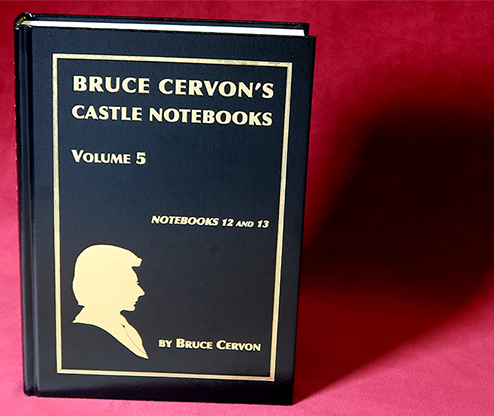 BRUCE CERVON'S
CASTLE NOTEBOOKS
VOLUME 5
NOTEBOOKS 12 AND 13
BY BRUCE CERVON